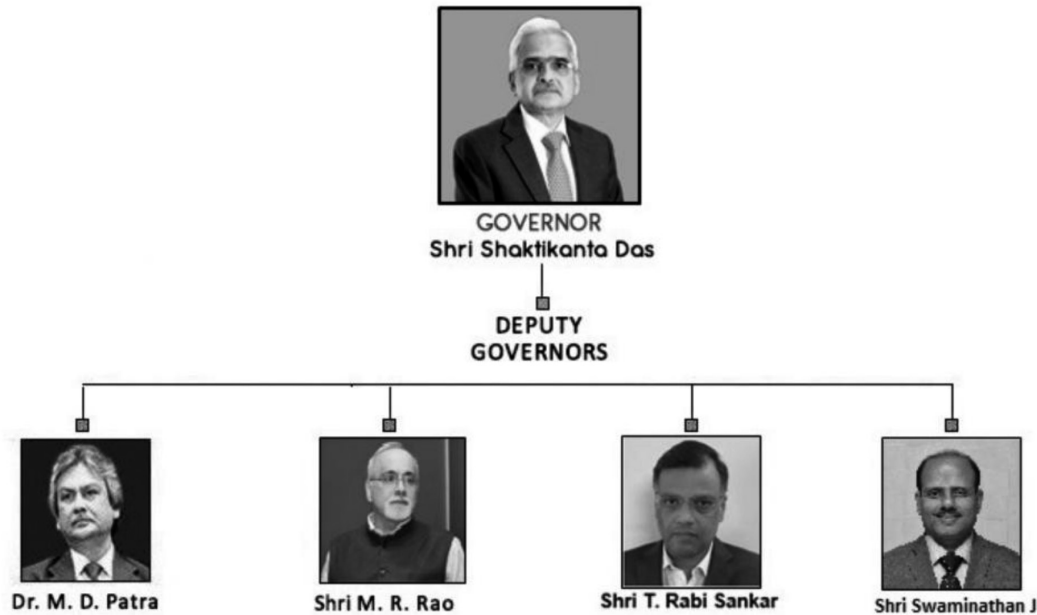 GOVERNOR
Shri Shaktikanta Das
DEPUTY
GOVERNORS
Dr. M. D. Patra
Shri M. R. Rao
Shri T. Rabi Sankar
Shri Swaminathan J